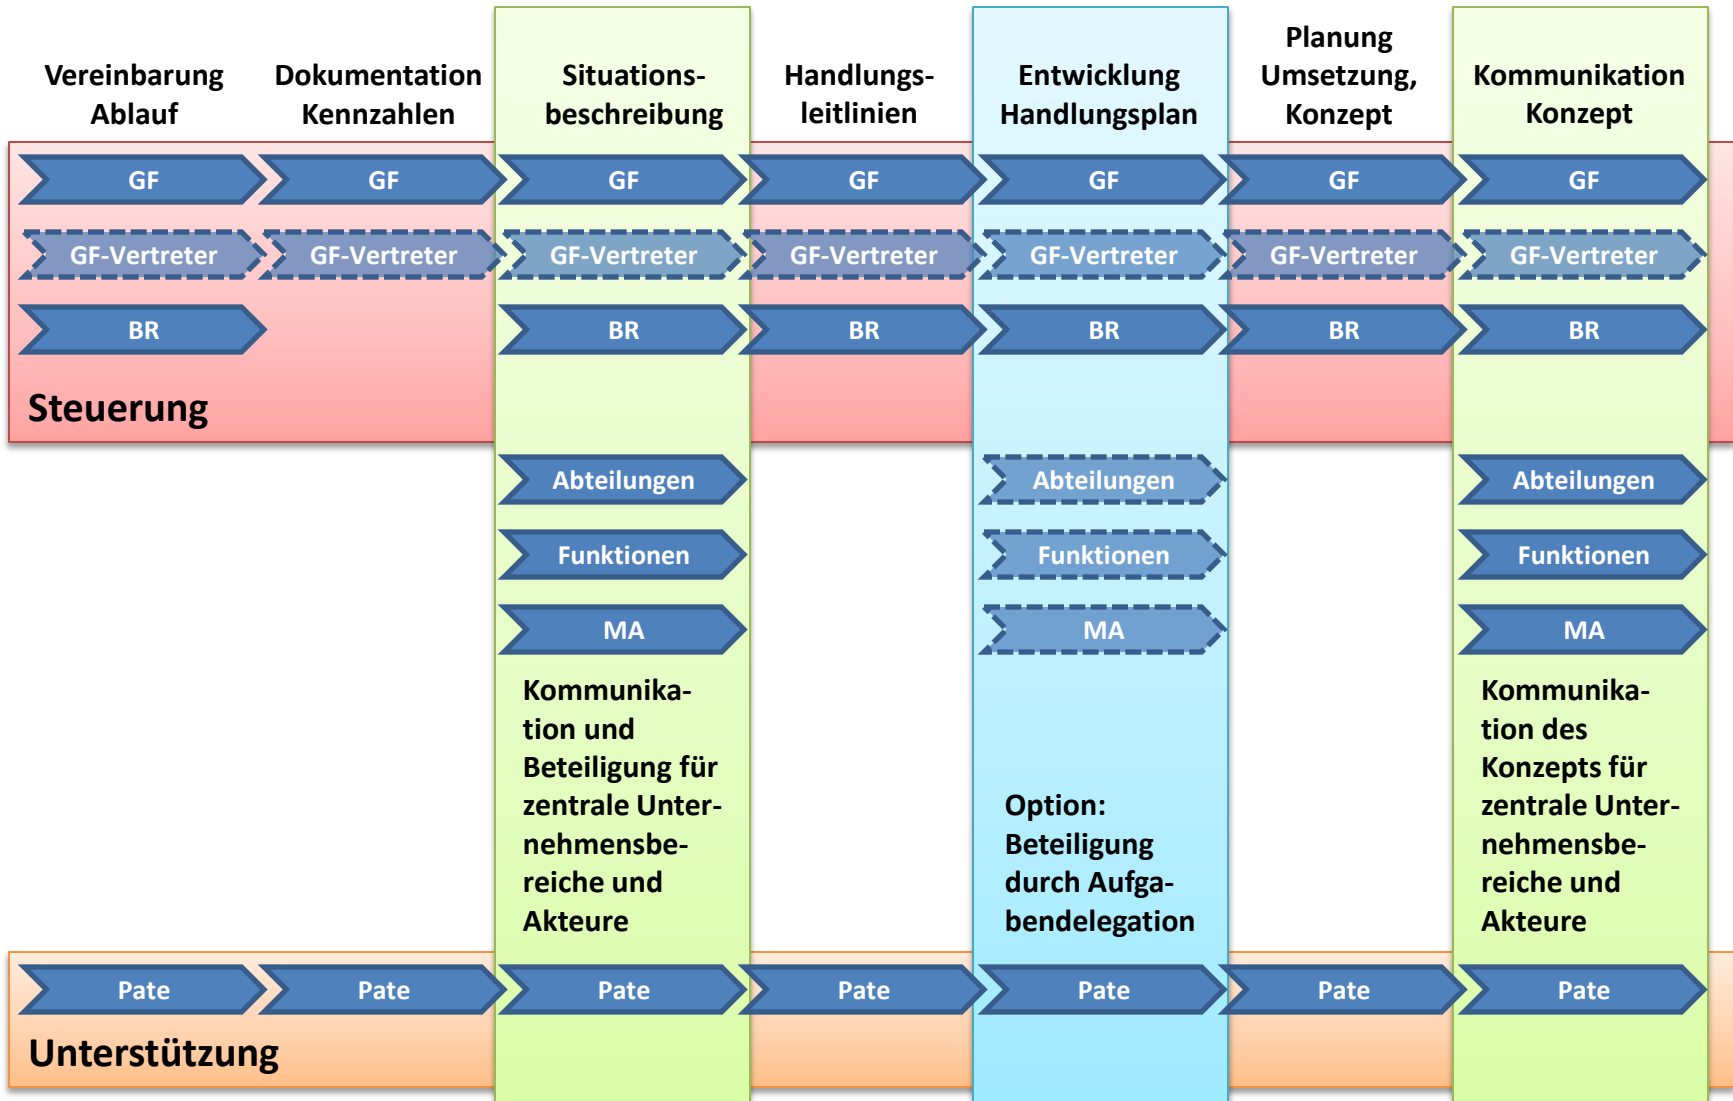 Vereinbarung
Ablauf
Dokumentation
Kennzahlen
Situations-
beschreibung
Handlungs-
leitlinien
Entwicklung
Handlungsplan
Planung
Umsetzung,
Konzept
Kommunikation
Konzept
GF GF GF GF GF GF GF
GF-Vertreter GF-Vertreter GF-Vertreter GF-Vertreter GF-Vertreter GF-Vertreter GF-Vertreter
BR BR BR BR BR BR
Steuerung
Abteilungen Abteilungen Abteilungen
Funktionen Funktionen Funktionen
MA MA MA
Kommunika-
tion und
Beteiligung für
zentrale Unter-
nehmensbe-
reiche und
Akteure
Option:
Beteiligung
durch Aufga-
bendelegation
Kommunika-
tion des
Konzepts für
zentrale Unter-
nehmensbe-
reiche und
Akteure
Pate Pate Pate Pate Pate Pate Pate
Unterstützung